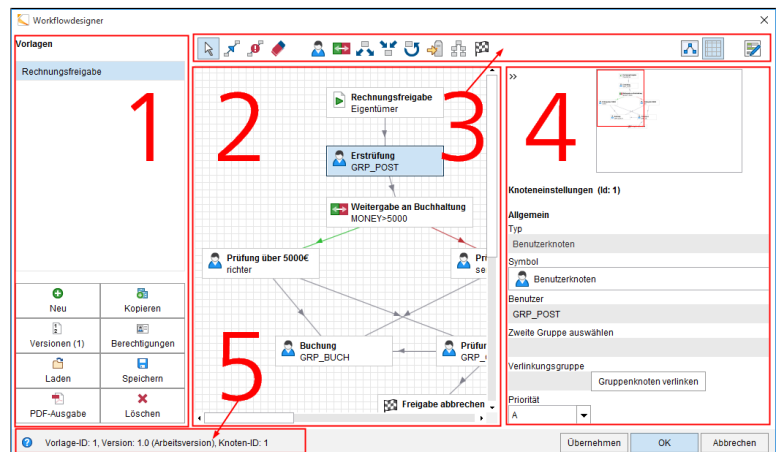 Workflowdesigner
Vorlagen
Rechnungsfreigabe
1
Neu
Kopieren
Versionen (1)
Berechtigungen
Laden
Speichern
PDF-Ausgabe
Löschen
2
3
Rechnungsfreigabe
Eigentümer
Erstrüfung
GRP_POST
Weitergabe an Buchhaltung
MONEY>5000
Prüfung über 5000€
richter
Buchung
GRP_BUCH
Freigabe abbrechen
4
Knoteneinstellungen (Id: 1)
Allgemein
Typ
Benutzerknoten
Symbol
Benutzerknoten
Benutzer
GRP_POST
Zweite Gruppe auswählen
Verlinkungsgruppe
Gruppenknoten verlinken
Priorität
A
5
Vorlage-ID: 1, Version: 1.0 (Arbeitsversion), Knoten-ID: 1
Übernehmen
OK
Abbrechen